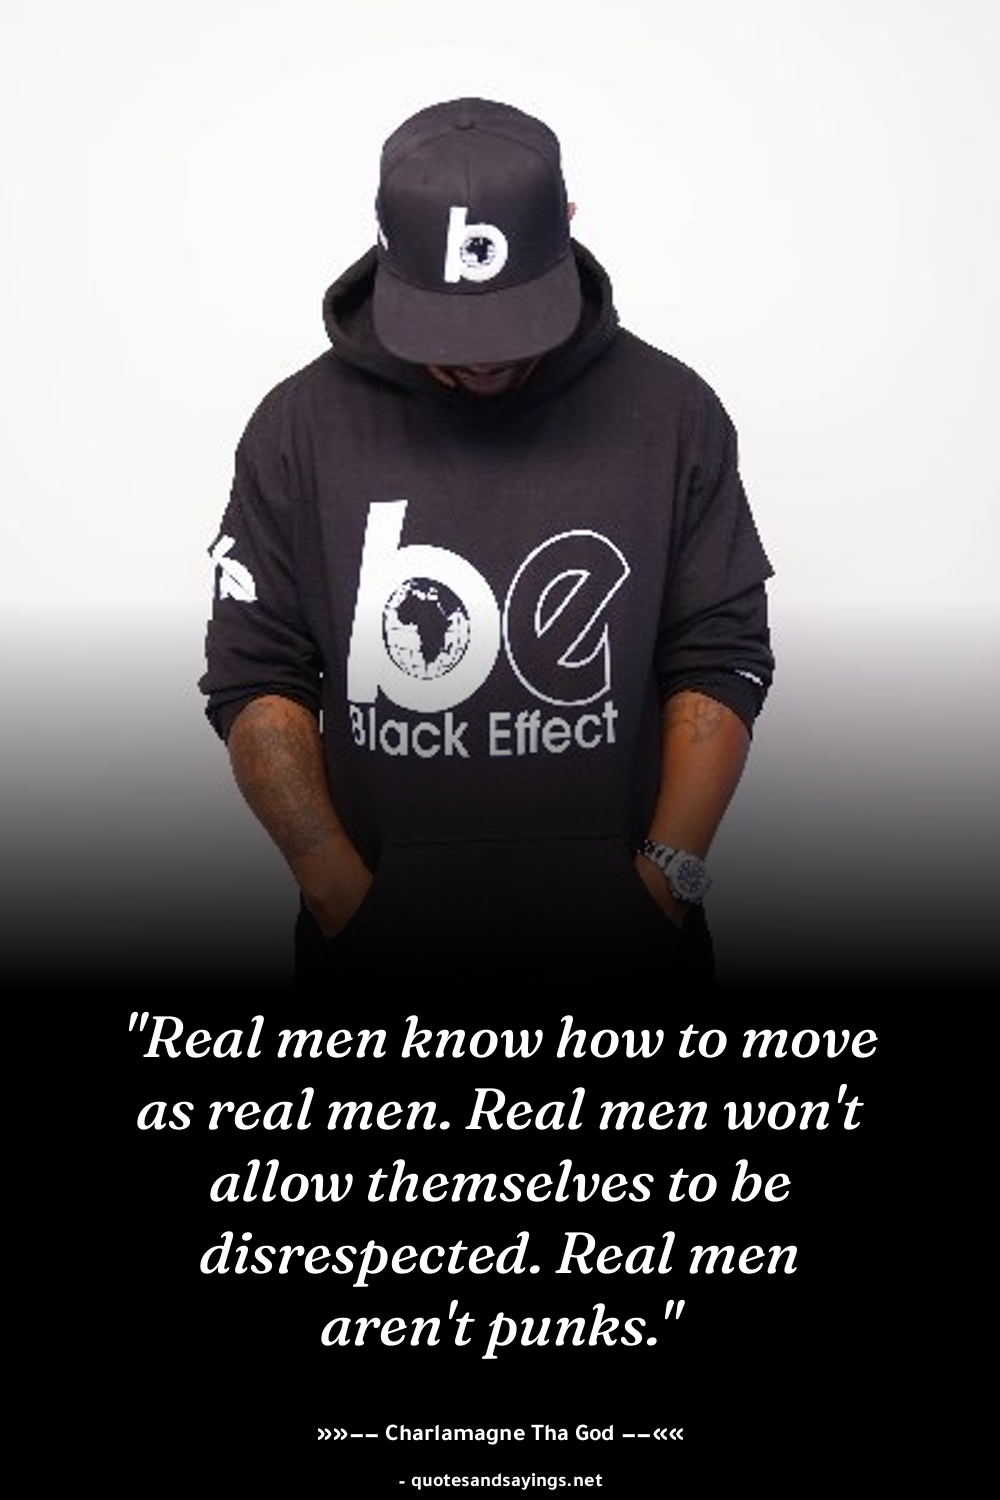 b
be
Black Effect
"Real men know how to move
as real men. Real men won't
allow themselves to be
disrespected. Real men
aren't punks."
»»–– Charlamagne Tha God ––««
- quotesandsayings.net